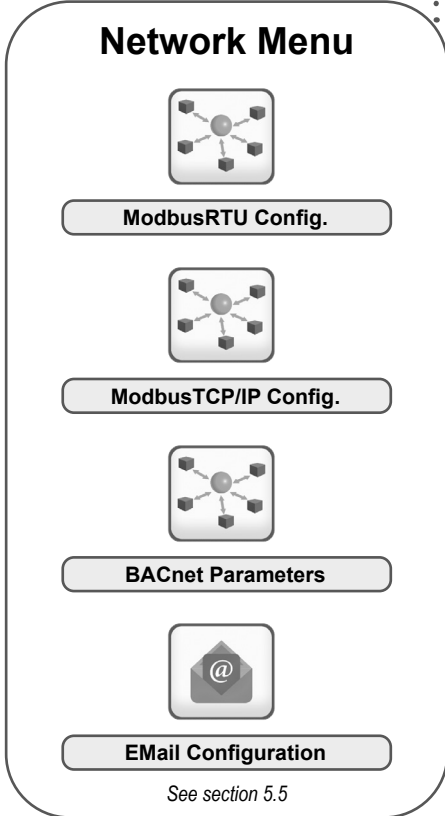 Network Menu
ModbusRTU Config.
ModbusTCP/IP Config.
BACnet Parameters
@
EMail Configuration
See section 5.5